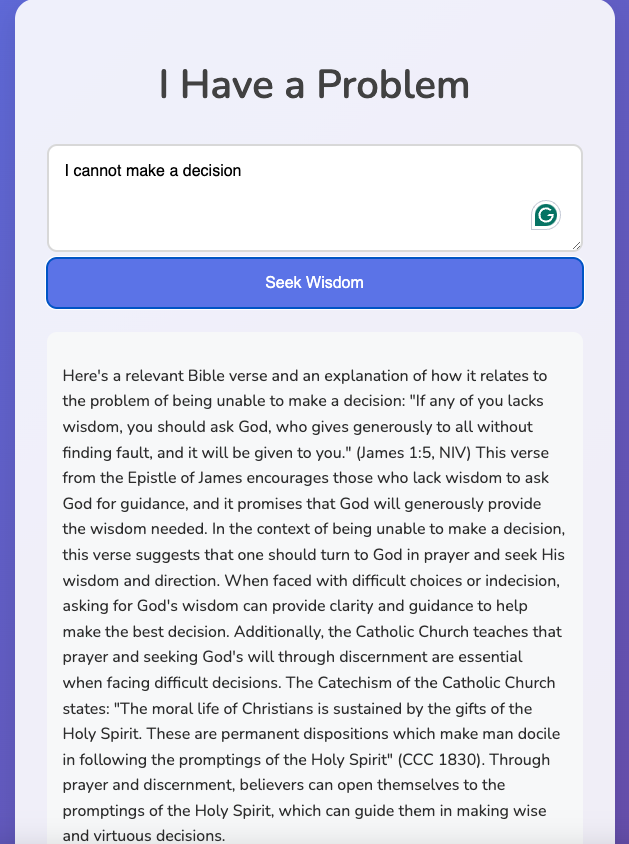 I Have a Problem
I cannot make a decision
Seek Wisdom
Here's a relevant Bible verse and an explanation of how it relates to
the problem of being unable to make a decision: "If any of you lacks
wisdom, you should ask God, who gives generously to all without
finding fault, and it will be given to you." (James 1:5, NIV) This verse
from the Epistle of James encourages those who lack wisdom to ask
God for guidance, and it promises that God will generously provide
the wisdom needed. In the context of being unable to make a decision,
this verse suggests that one should turn to God in prayer and seek His
wisdom and direction. When faced with difficult choices or indecision,
asking for God's wisdom can provide clarity and guidance to help
make the best decision. Additionally, the Catholic Church teaches that
prayer and seeking God's will through discernment are essential
when facing difficult decisions. The Catechism of the Catholic Church
states: "The moral life of Christians is sustained by the gifts of the
Holy Spirit. These are permanent dispositions which make man docile
in following the promptings of the Holy Spirit" (CCC 1830). Through
prayer and discernment, believers can open themselves to the
promptings of the Holy Spirit, which can guide them in making wise
and virtuous decisions.